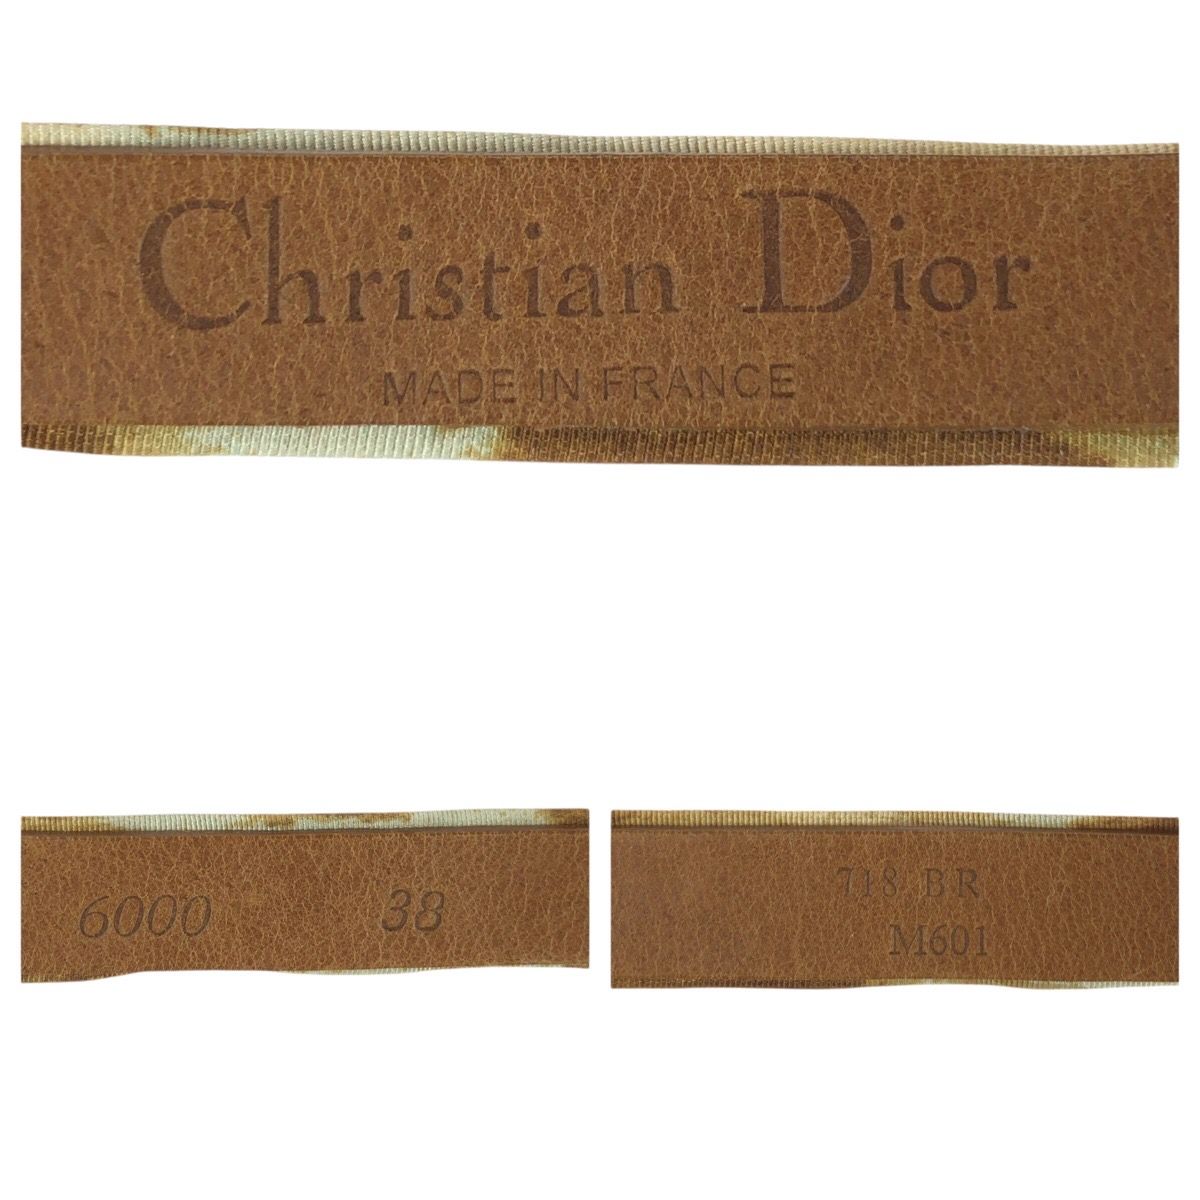 Christian Dior
MADE IN FRANCE
6000 38
718 BR
M601